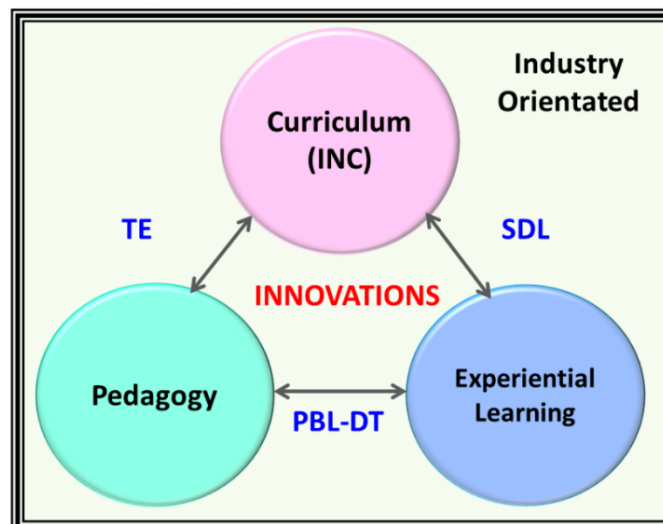 Industry
Orientated
Curriculum
(INC)
TE
SDL
INNOVATIONS
Pedagogy
Experiential
Learning
PBL-DT